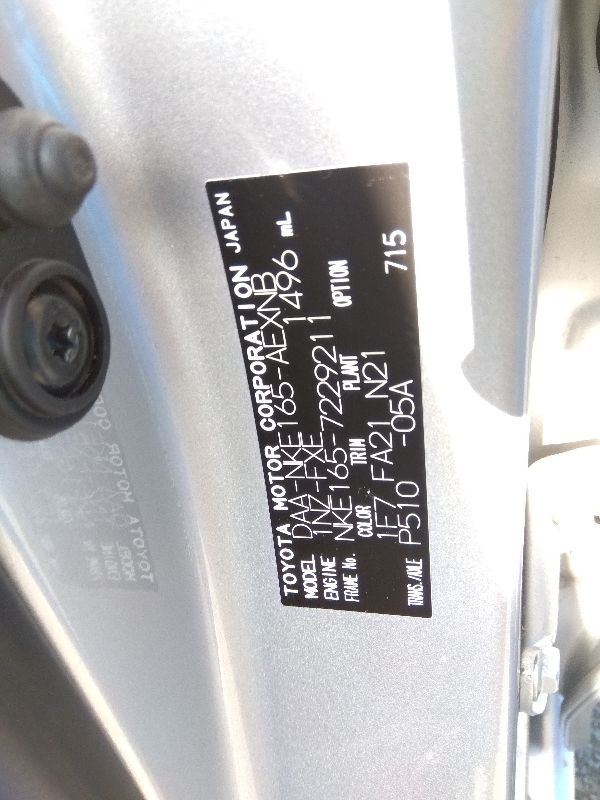 TOYOTA MOTOR CORPORATION JAPAN
MODEL DAA-NKE165-AEXNB
ENGINE 1NZ-FXE 1496 mL
FRAME No. NKE165-7229211
COLOR TRIM PLANT OPTION
1E7 FA21 N21 715
TRANS./AXLE P510 -05A